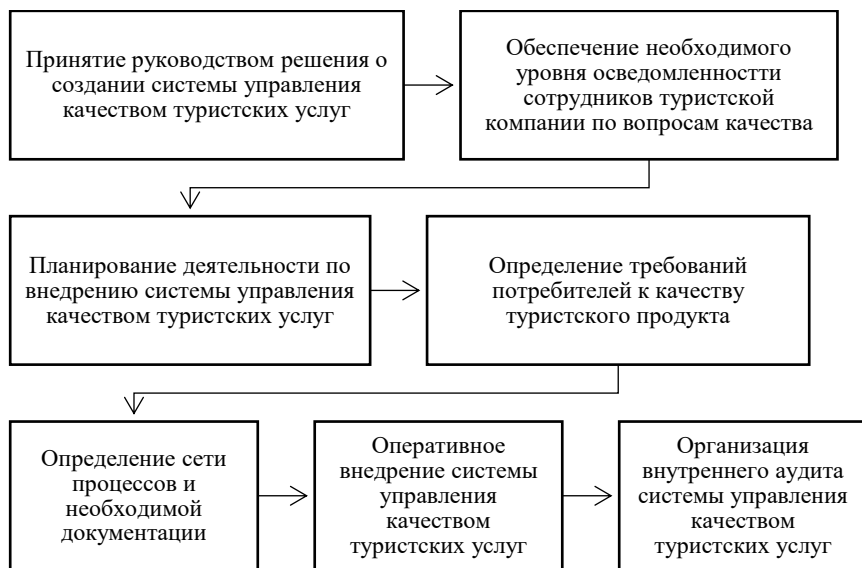 Принятие руководством решения о
создании системы управления
качеством туристских услуг
Обеспечение необходимого
уровня осведомленности
сотрудников туристской
компании по вопросам качества
Планирование деятельности по
внедрению системы управления
качеством туристских услуг
Определение требований
потребителей к качеству
туристского продукта
Определение сети
процессов и
необходимой
документации
Оперативное
внедрение системы
управления
качеством
туристских услуг
Организация
внутреннего аудита
системы управления
качеством
туристских услуг